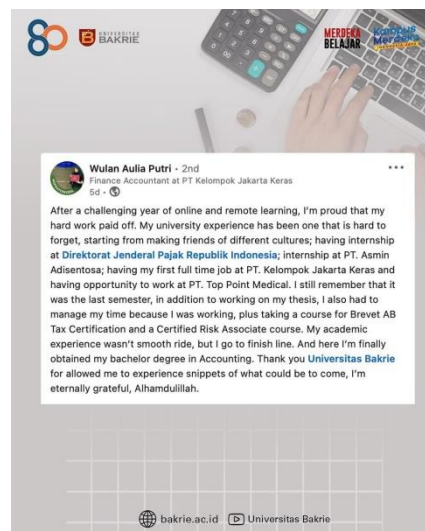 80 UNIVERSITAS
BAKRIE
MERDEKA
BELAJAR
Kampus
Merdeka
Wulan Aulia Putri · 2nd
Finance Accountant at PT Kelompok Jakarta Keras
5d ·
After a challenging year of online and remote learning, I'm proud that my
hard work paid off. My university experience has been one that is hard to
forget, starting from making friends of different cultures; having internship
at Direktorat Jenderal Pajak Republik Indonesia; internship at PT. Asmin
Adisentosa; having my first full time job at PT. Kelompok Jakarta Keras and
having opportunity to work at PT. Top Point Medical. I still remember that it
was the last semester, in addition to working on my thesis, I also had to
manage my time because I was working, plus taking a course for Brevet AB
Tax Certification and a Certified Risk Associate course. My academic
experience wasn't smooth ride, but I go to finish line. And here I'm finally
obtained my bachelor degree in Accounting. Thank you Universitas Bakrie
for allowed me to experience snippets of what could be to come, I'm
eternally grateful, Alhamdulillah.
bakrie.ac.id Universitas Bakrie